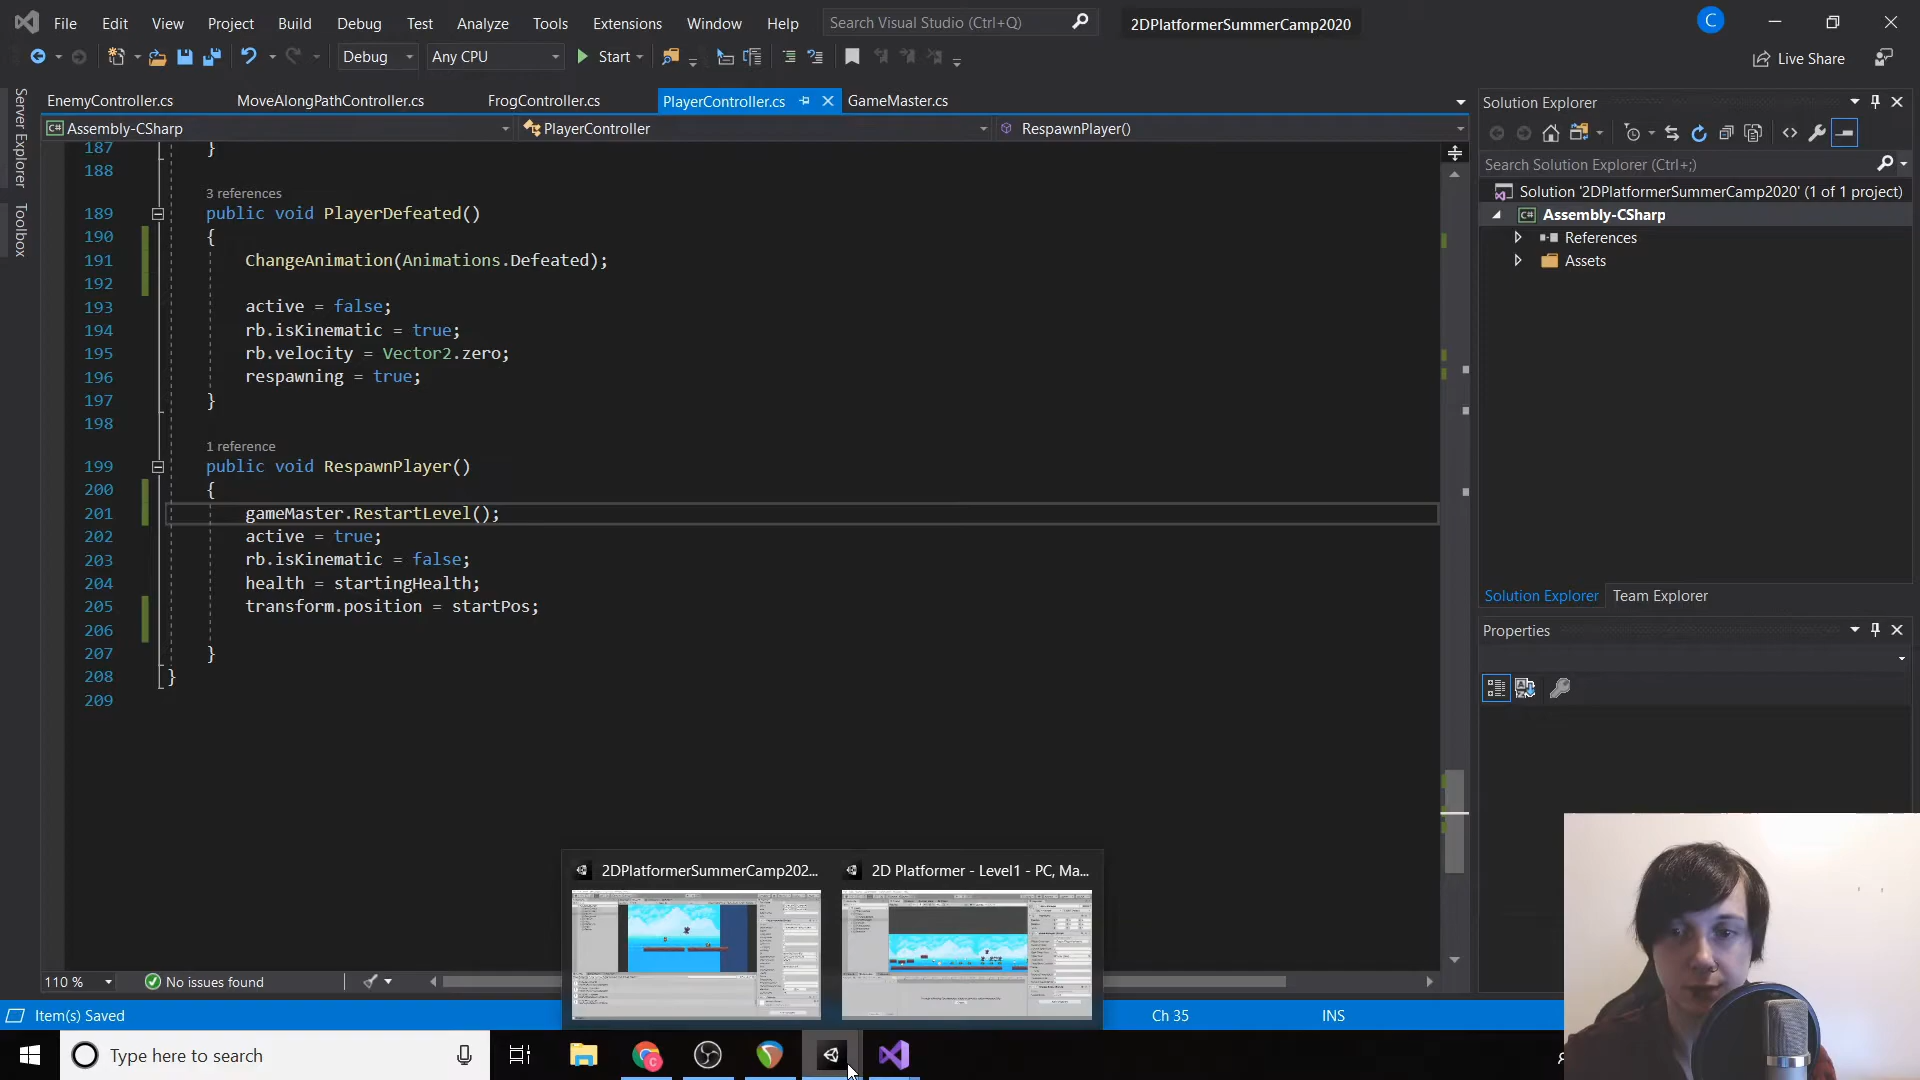 File Edit View Project Build Debug Test Analyze Tools Extensions Window Help Search Visual Studio (Ctrl+Q) 2DPlatformerSummerCamp2020 C
Debug Any CPU Start Live Share
Server Explorer
Toolbox
EnemyController.cs MoveAlongPathController.cs FrogController.cs PlayerController.cs GameMaster.cs
C# Assembly-CSharp PlayerController RespawnPlayer()
187 }
188
3 references
189 public void PlayerDefeated()
190 {
191 ChangeAnimation(Animations.Defeated);
192
193 active = false;
194 rb.isKinematic = true;
195 rb.velocity = Vector2.zero;
196 respawning = true;
197 }
198
1 reference
199 public void RespawnPlayer()
200 {
201 gameMaster.RestartLevel();
202 active = true;
203 rb.isKinematic = false;
204 health = startingHealth;
205 transform.position = startPos;
206
207 }
208 }
209
Solution Explorer
Search Solution Explorer (Ctrl+;)
Solution '2DPlatformerSummerCamp2020' (1 of 1 project)
C# Assembly-CSharp
References
Assets
Solution Explorer Team Explorer
Properties
2DPlatformerSummerCamp202... 2D Platformer - Level1 - PC, Ma...
110 % No issues found
Item(s) Saved Ch 35 INS
Type here to search